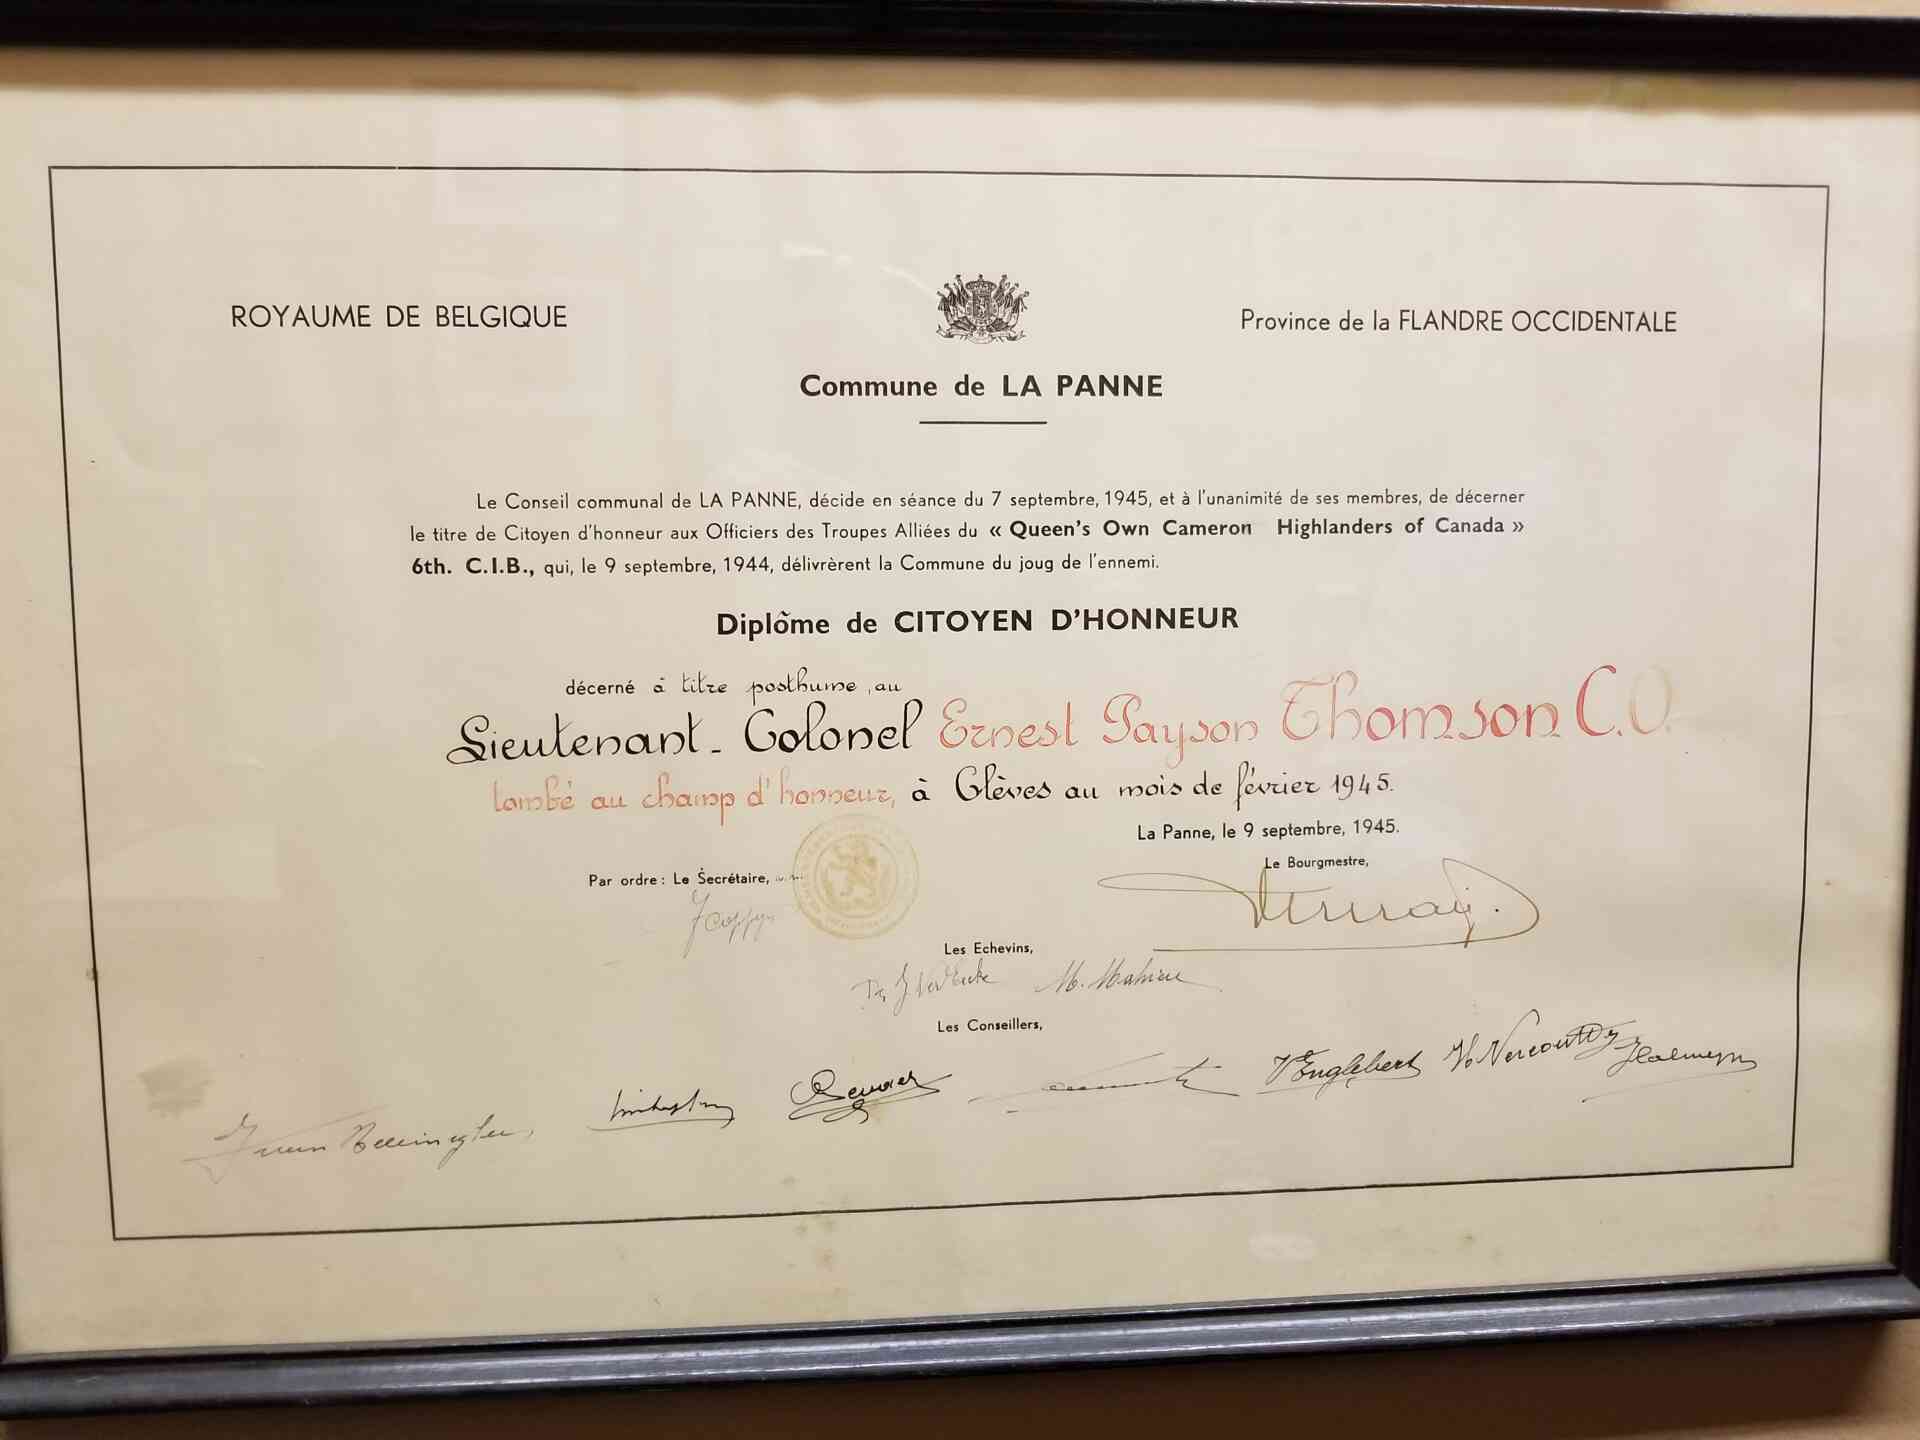 ROYAUME DE BELGIQUE
Province de la FLANDRE OCCIDENTALE
Commune de LA PANNE
Le Conseil communal de LA PANNE, décide en séance du 7 septembre, 1945, et à l'unanimité de ses membres, de décerner
le titre de Citoyen d'honneur aux Officiers des Troupes Alliées du « Queen's Own Cameron Highlanders of Canada »
6th. C.I.B., qui, le 9 septembre, 1944, délivrèrent la Commune du joug de l'ennemi.
Diplôme de CITOYEN D'HONNEUR
décerné à titre posthume, au
Lieutenant-Colonel Ernest Payson Thomson C.O.
tombé au champ d'honneur, à Clèves au mois de février 1945.
La Panne, le 9 septembre, 1945.
Le Bourgmestre,
Par ordre: Le Secrétaire,
Les Echevins,
M. Mahieu
Les Conseillers,
Englebert